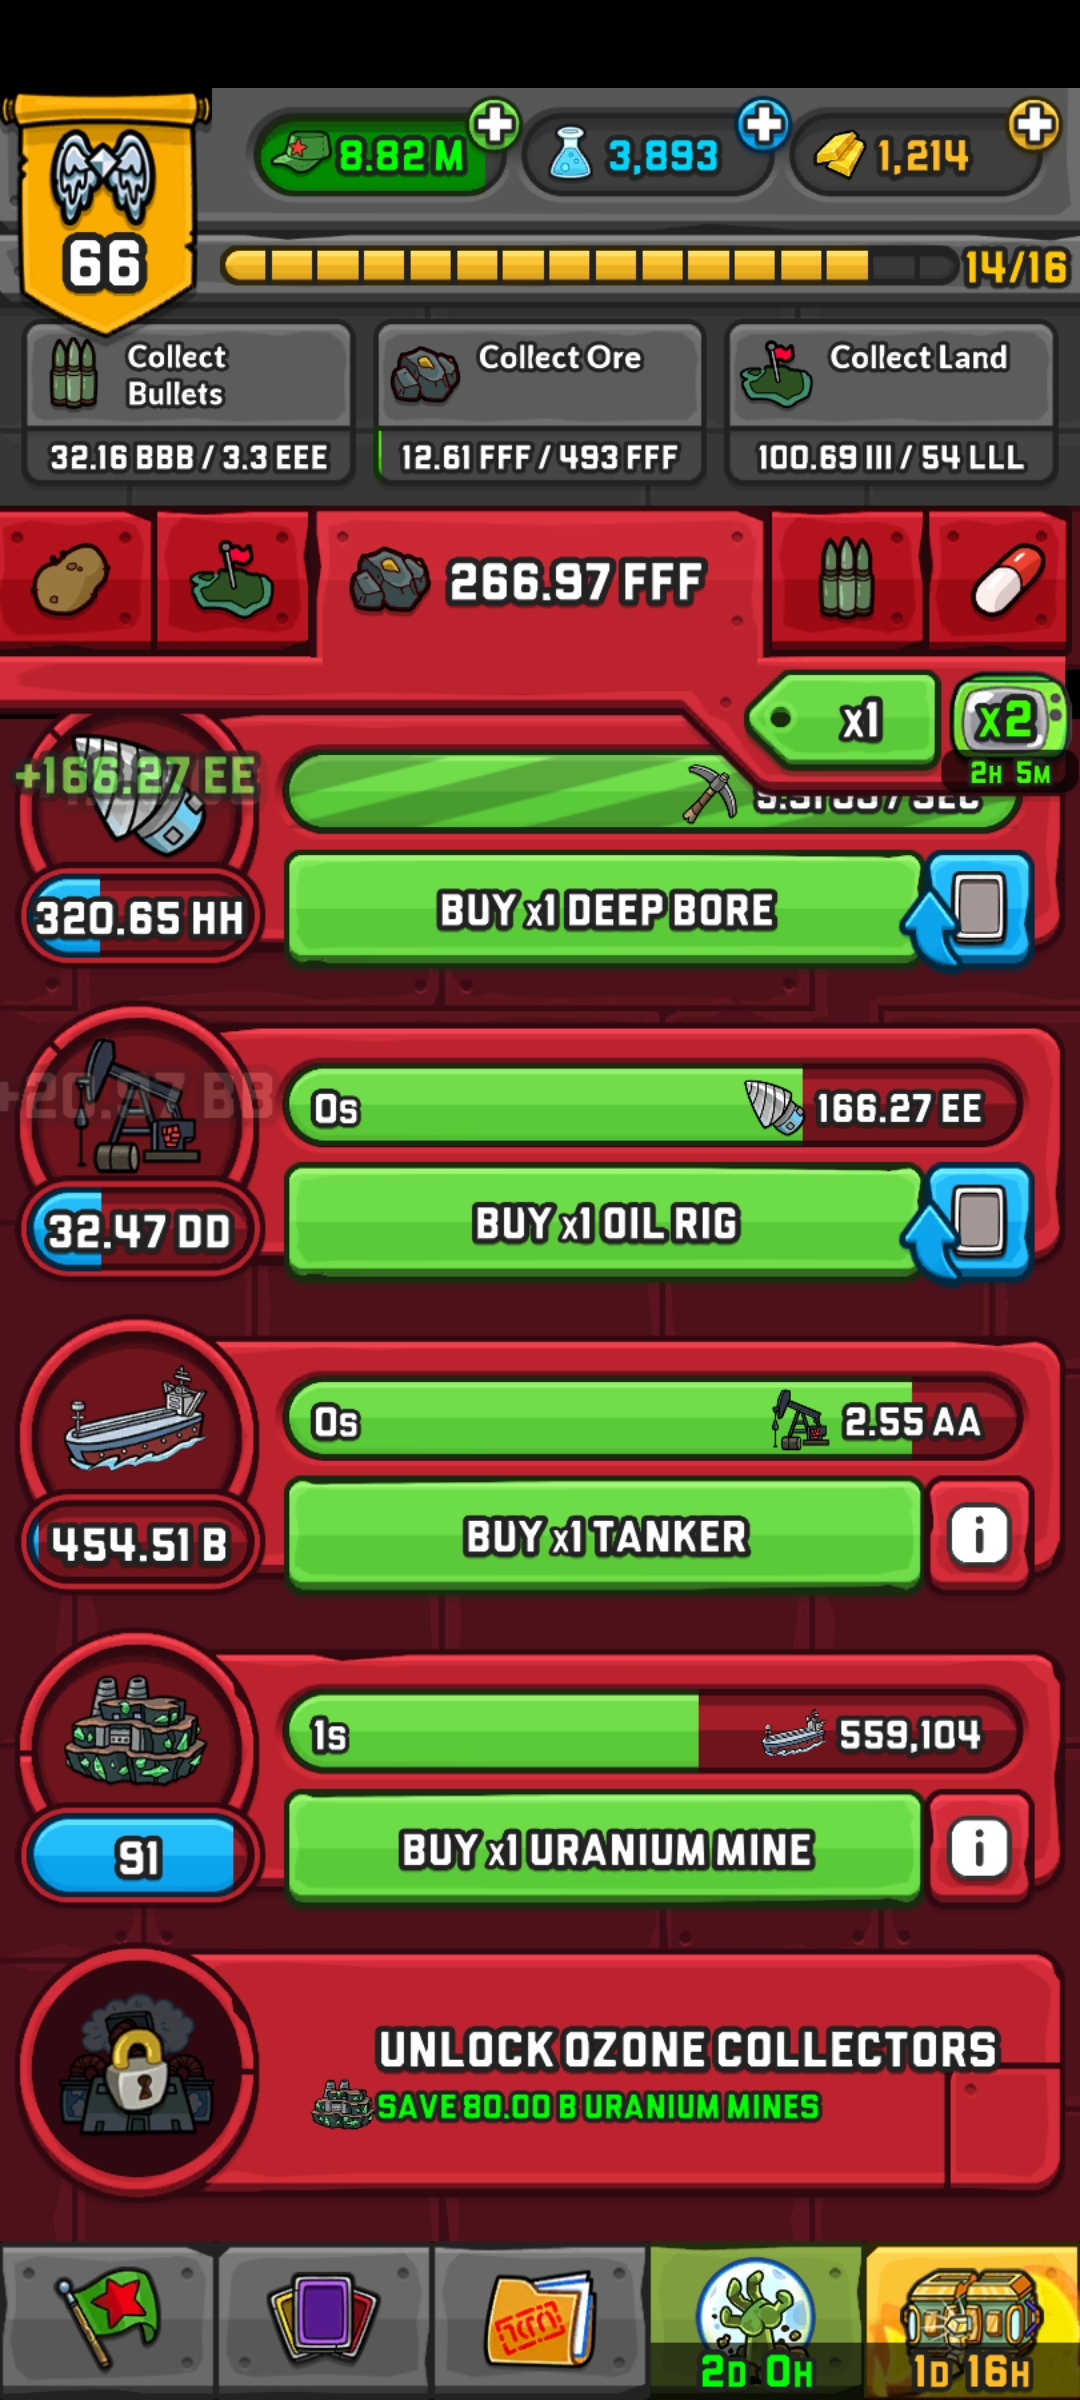 66
8.82 M
3,893
1,214
14/16
Collect
Bullets
32.16 BBB / 3.3 EEE
Collect Ore
12.61 FFF / 493 FFF
Collect Land
100.69 III / 54 LLL
266.97 FFF
x1
x2
2H 5M
+166.27 EE
320.65 HH
BUY x1 DEEP BORE
+20.97 BB
0s
166.27 EE
32.47 DD
BUY x1 OIL RIG
0s
2.55 AA
454.51 B
BUY x1 TANKER
1s
559,104
91
BUY x1 URANIUM MINE
UNLOCK OZONE COLLECTORS
SAVE 80.00 B URANIUM MINES
2D 0H
1D 16H